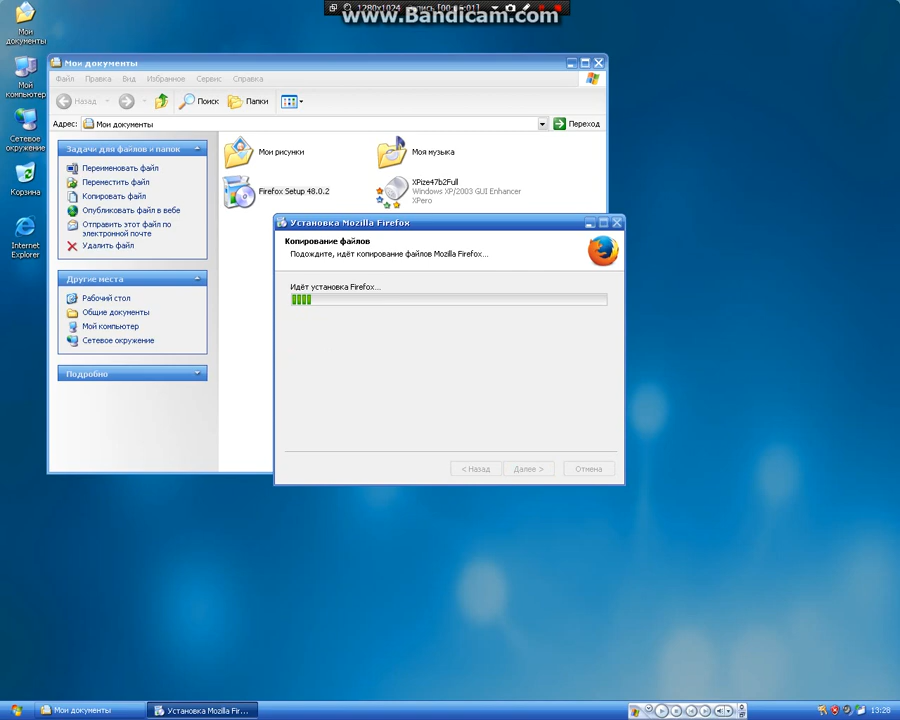 1280x1024
www.Bandicam.com
Мои документы
Мой компьютер
Сетевое окружение
Корзина
Internet Explorer
Мои документы
Файл Правка Вид Избранное Сервис Справка
Назад Поиск Папки
Адрес: Мои документы Переход
Задачи для файлов и папок
Переименовать файл
Переместить файл
Копировать файл
Опубликовать файл в вебе
Отправить этот файл по
электронной почте
Удалить файл
Другие места
Рабочий стол
Общие документы
Мой компьютер
Сетевое окружение
Подробно
Мои рисунки
Моя музыка
Firefox Setup 48.0.2
XPize47b2Full
Windows XP/2003 GUI Enhancer
XPero
Установка Mozilla Firefox
Копирование файлов
Подождите, идёт копирование файлов Mozilla Firefox...
Идёт установка Firefox...
< Назад Далее > Отмена
Мои документы Установка Mozilla Fir... 13:28